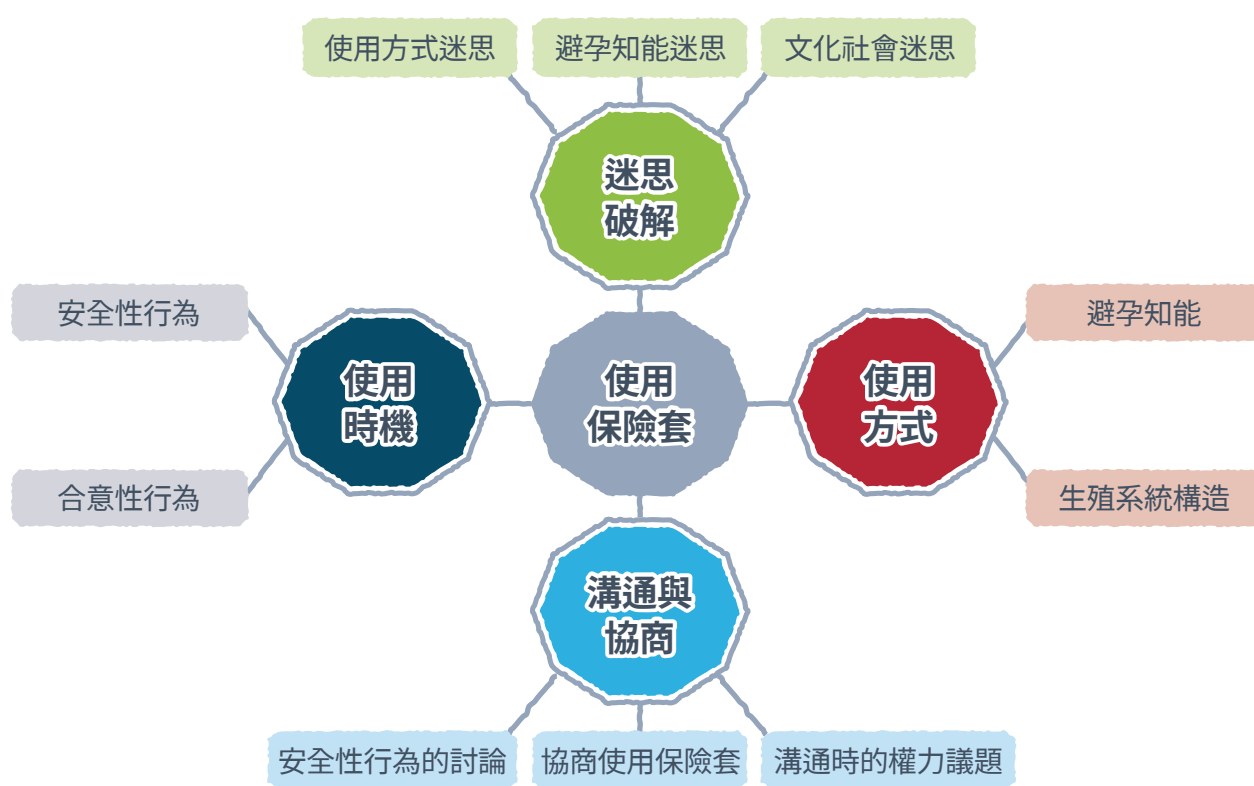 使用方式迷思
避孕知能迷思
文化社會迷思
迷思
破解
安全性行為
避孕知能
使用
時機
使用
保險套
使用
方式
合意性行為
生殖系統構造
溝通與
協商
安全性行為的討論
協商使用保險套
溝通時的權力議題